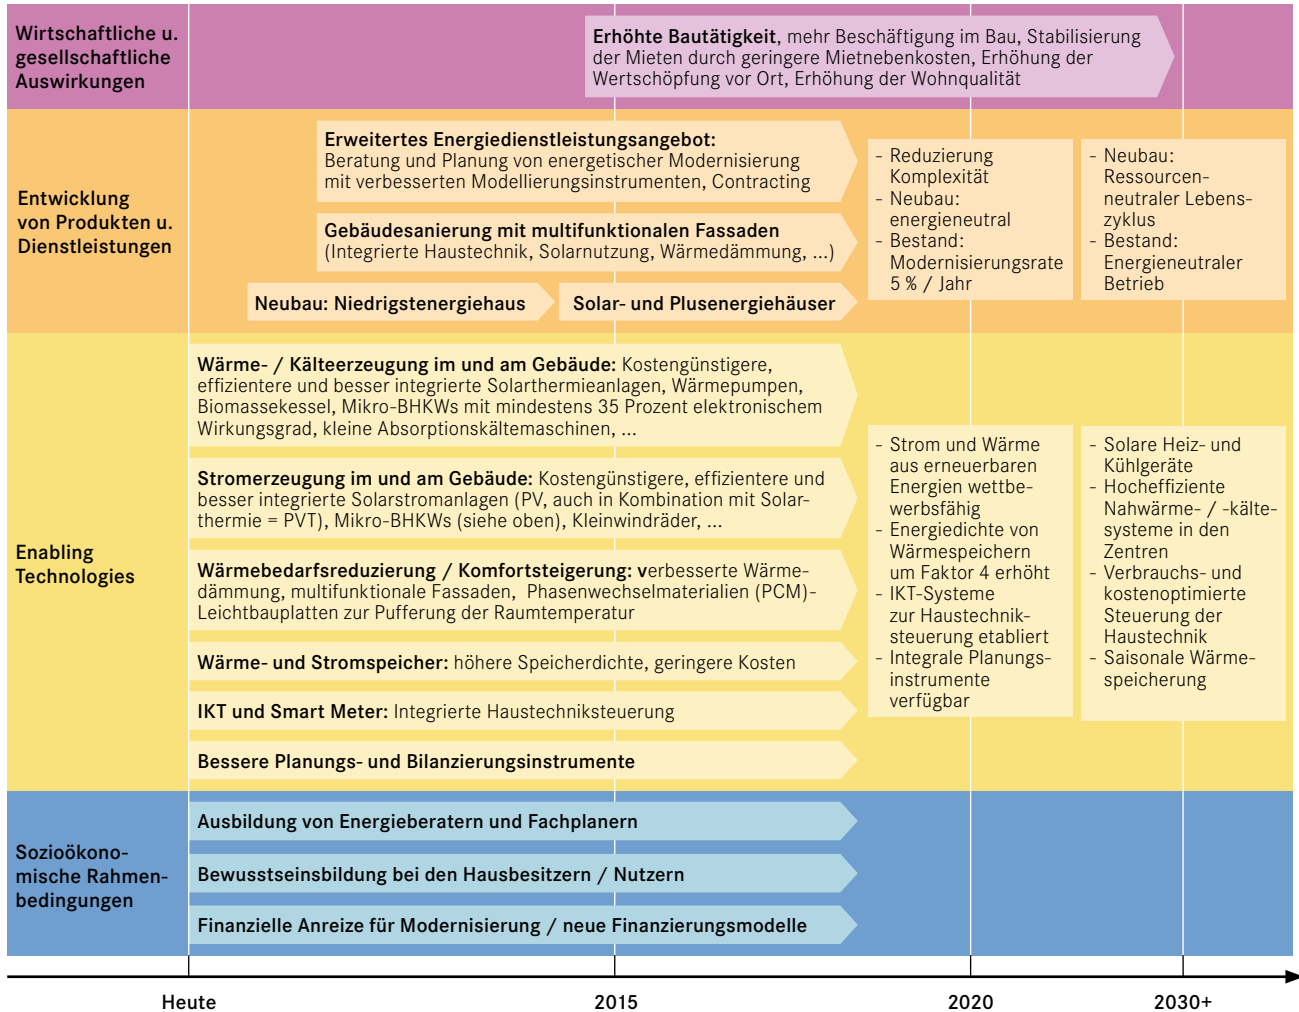 Wirtschaftliche u.
gesellschaftliche
Auswirkungen
Erhöhte Bautätigkeit, mehr Beschäftigung im Bau, Stabilisierung
der Mieten durch geringere Mietnebenkosten, Erhöhung der
Wertschöpfung vor Ort, Erhöhung der Wohnqualität
Entwicklung
von Produkten u.
Dienstleistungen
Erweitertes Energiedienstleistungsangebot:
Beratung und Planung von energetischer Modernisierung
mit verbesserten Modellierungsinstrumenten, Contracting
Gebäudesanierung mit multifunktionalen Fassaden
(Integrierte Haustechnik, Solarnutzung, Wärmedämmung, ...)
Neubau: Niedrigstenergiehaus
Solar- und Plusenergiehäuser
- Reduzierung
Komplexität
- Neubau:
energieneutral
- Bestand:
Modernisierungsrate
5 % / Jahr
- Neubau:
Ressourcen-
neutraler Lebens-
zyklus
- Bestand:
Energieneutraler
Betrieb
Enabling
Technologies
Wärme- / Kälteerzeugung im und am Gebäude: Kostengünstigere,
effizientere und besser integrierte Solarthermieanlagen, Wärmepumpen,
Biomassekessel, Mikro-BHKWs mit mindestens 35 Prozent elektronischem
Wirkungsgrad, kleine Absorptionskältemaschinen, ...
Stromerzeugung im und am Gebäude: Kostengünstigere, effizientere und
besser integrierte Solarstromanlagen (PV, auch in Kombination mit Solar-
thermie = PVT), Mikro-BHKWs (siehe oben), Kleinwindräder, ...
Wärmebedarfsreduzierung / Komfortsteigerung: verbesserte Wärme-
dämmung, multifunktionale Fassaden, Phasenwechselmaterialien (PCM)-
Leichtbauplatten zur Pufferung der Raumtemperatur
Wärme- und Stromspeicher: höhere Speicherdichte, geringere Kosten
IKT und Smart Meter: Integrierte Haustechniksteuerung
Bessere Planungs- und Bilanzierungsinstrumente
- Strom und Wärme
aus erneuerbaren
Energien wettbe-
werbsfähig
- Energiedichte von
Wärmespeichern
um Faktor 4 erhöht
- IKT-Systeme
zur Haustechnik-
steuerung etabliert
- Integrale Planungs-
instrumente
verfügbar
- Solare Heiz- und
Kühlgeräte
- Hocheffiziente
Nahwärme- / -kälte-
systeme in den
Zentren
- Verbrauchs- und
kostenoptimierte
Steuerung der
Haustechnik
- Saisonale Wärme-
speicherung
Sozioökono-
mische Rahmen-
bedingungen
Ausbildung von Energieberatern und Fachplanern
Bewusstseinsbildung bei den Hausbesitzern / Nutzern
Finanzielle Anreize für Modernisierung / neue Finanzierungsmodelle
Heute
2015
2020
2030+